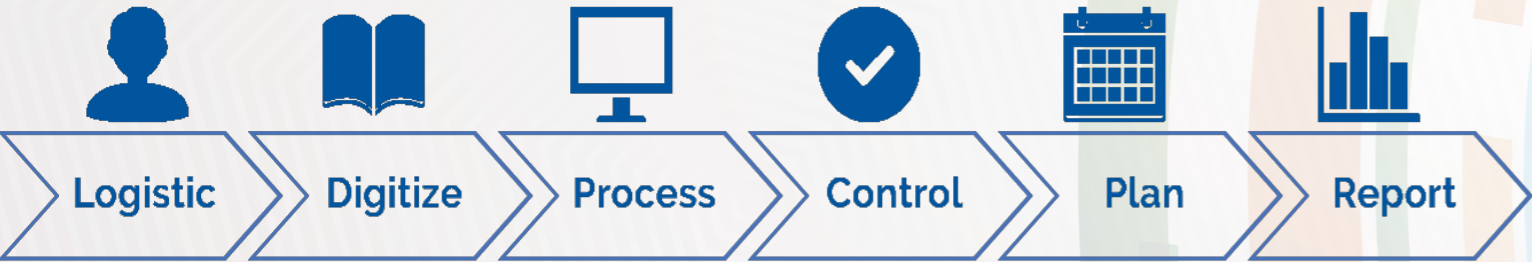 Logistic
Digitize
Process
Control
Plan
Report